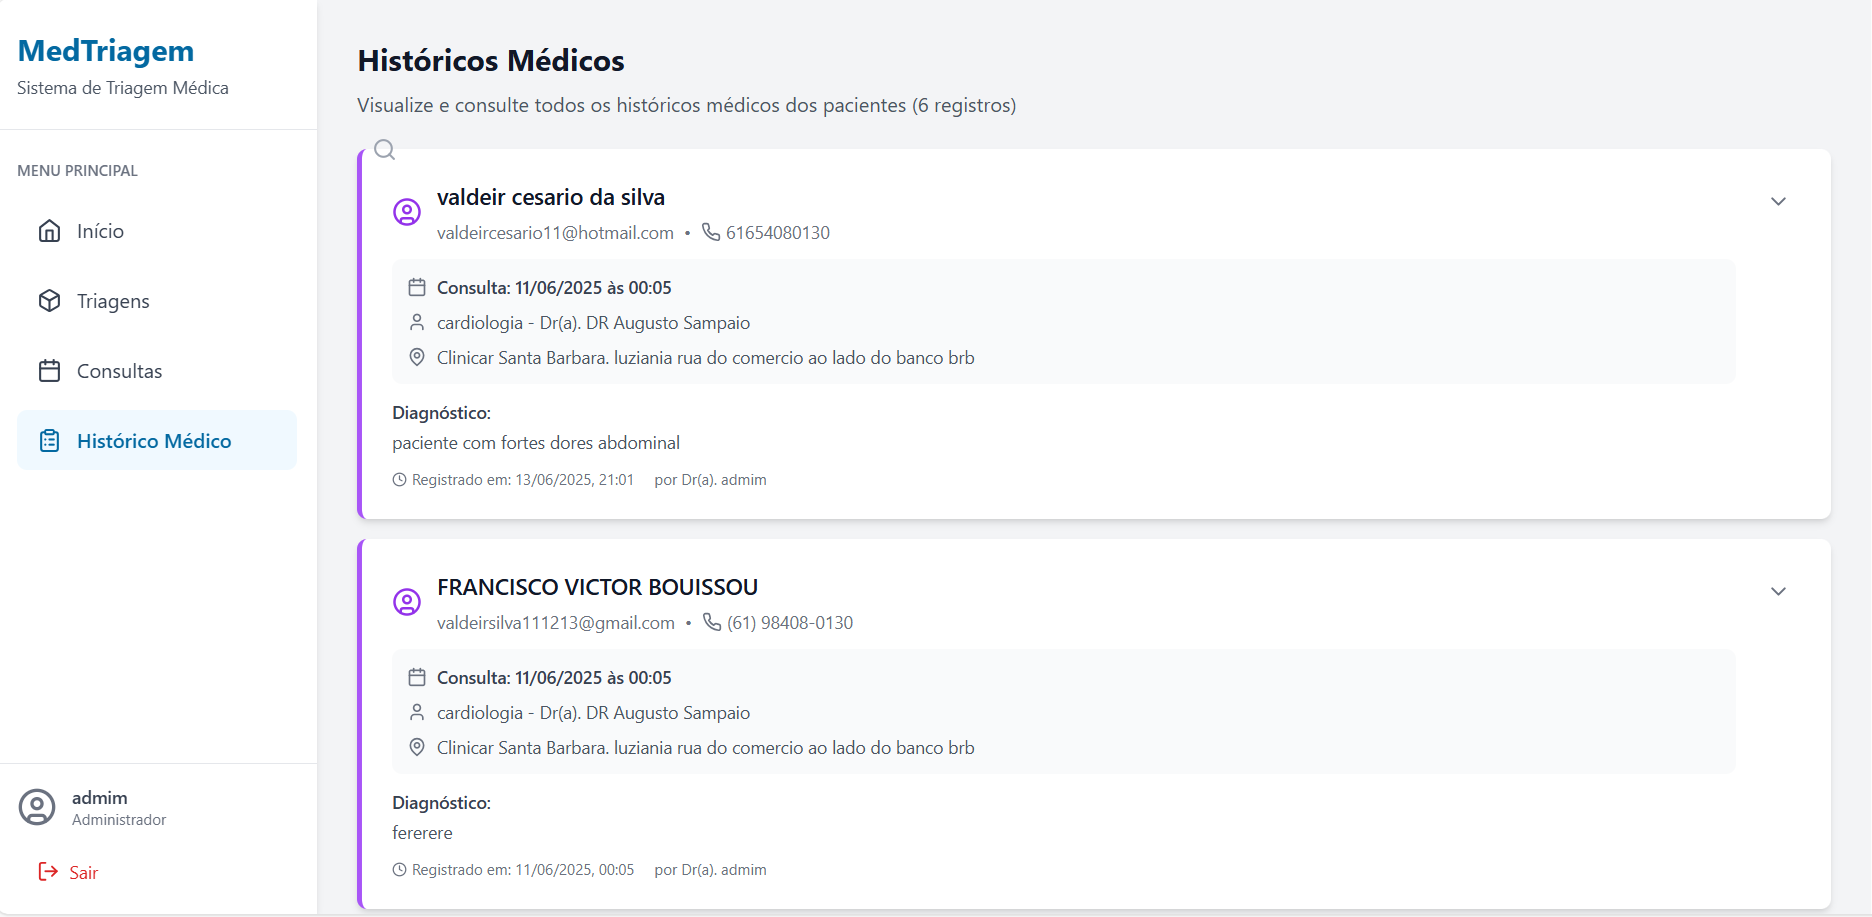 MedTriagem
Sistema de Triagem Médica
MENU PRINCIPAL
Início
Triagens
Consultas
Histórico Médico
admim
Administrador
Sair
Históricos Médicos
Visualize e consulte todos os históricos médicos dos pacientes (6 registros)
valdeir cesario da silva
valdeircesario11@hotmail.com • 61654080130
Consulta: 11/06/2025 às 00:05
cardiologia - Dr(a). DR Augusto Sampaio
Clinicar Santa Barbara. luziania rua do comercio ao lado do banco brb
Diagnóstico:
paciente com fortes dores abdominal
Registrado em: 13/06/2025, 21:01 por Dr(a). admim
FRANCISCO VICTOR BOUISSOU
valdeirsilva111213@gmail.com • (61) 98408-0130
Consulta: 11/06/2025 às 00:05
cardiologia - Dr(a). DR Augusto Sampaio
Clinicar Santa Barbara. luziania rua do comercio ao lado do banco brb
Diagnóstico:
fererere
Registrado em: 11/06/2025, 00:05 por Dr(a). admim